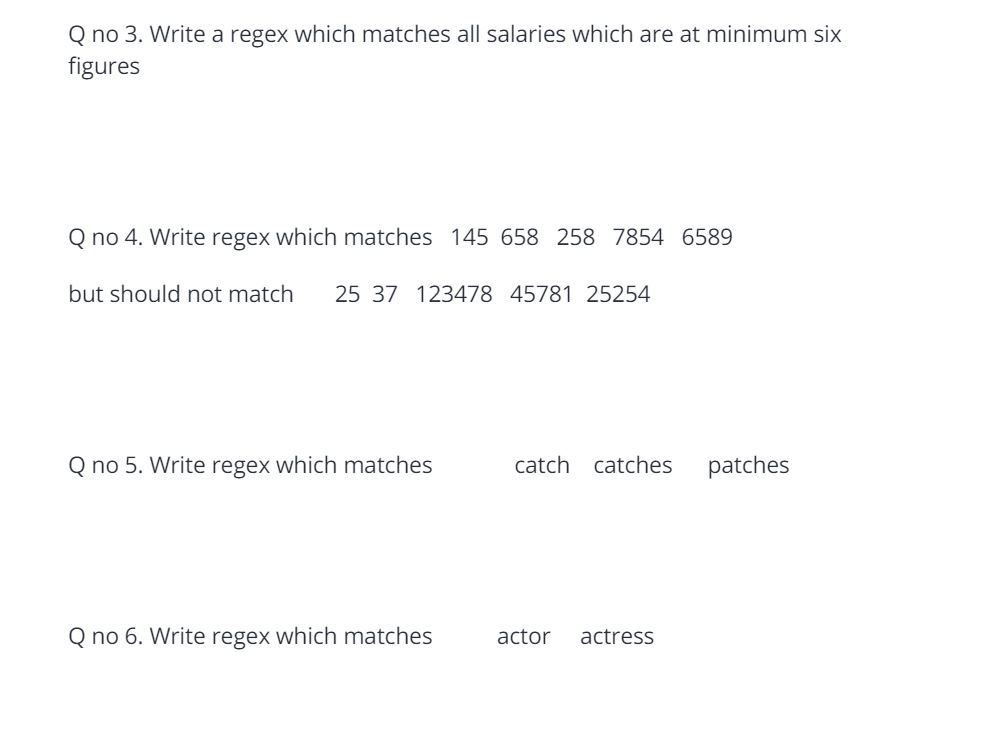 Q no 3. Write a regex which matches all salaries which are at minimum six
figures
Q no 4. Write regex which matches 145 658 258 7854 6589
but should not match 25 37 123478 45781 25254
Q no 5. Write regex which matches catch catches patches
Q no 6. Write regex which matches actor actress